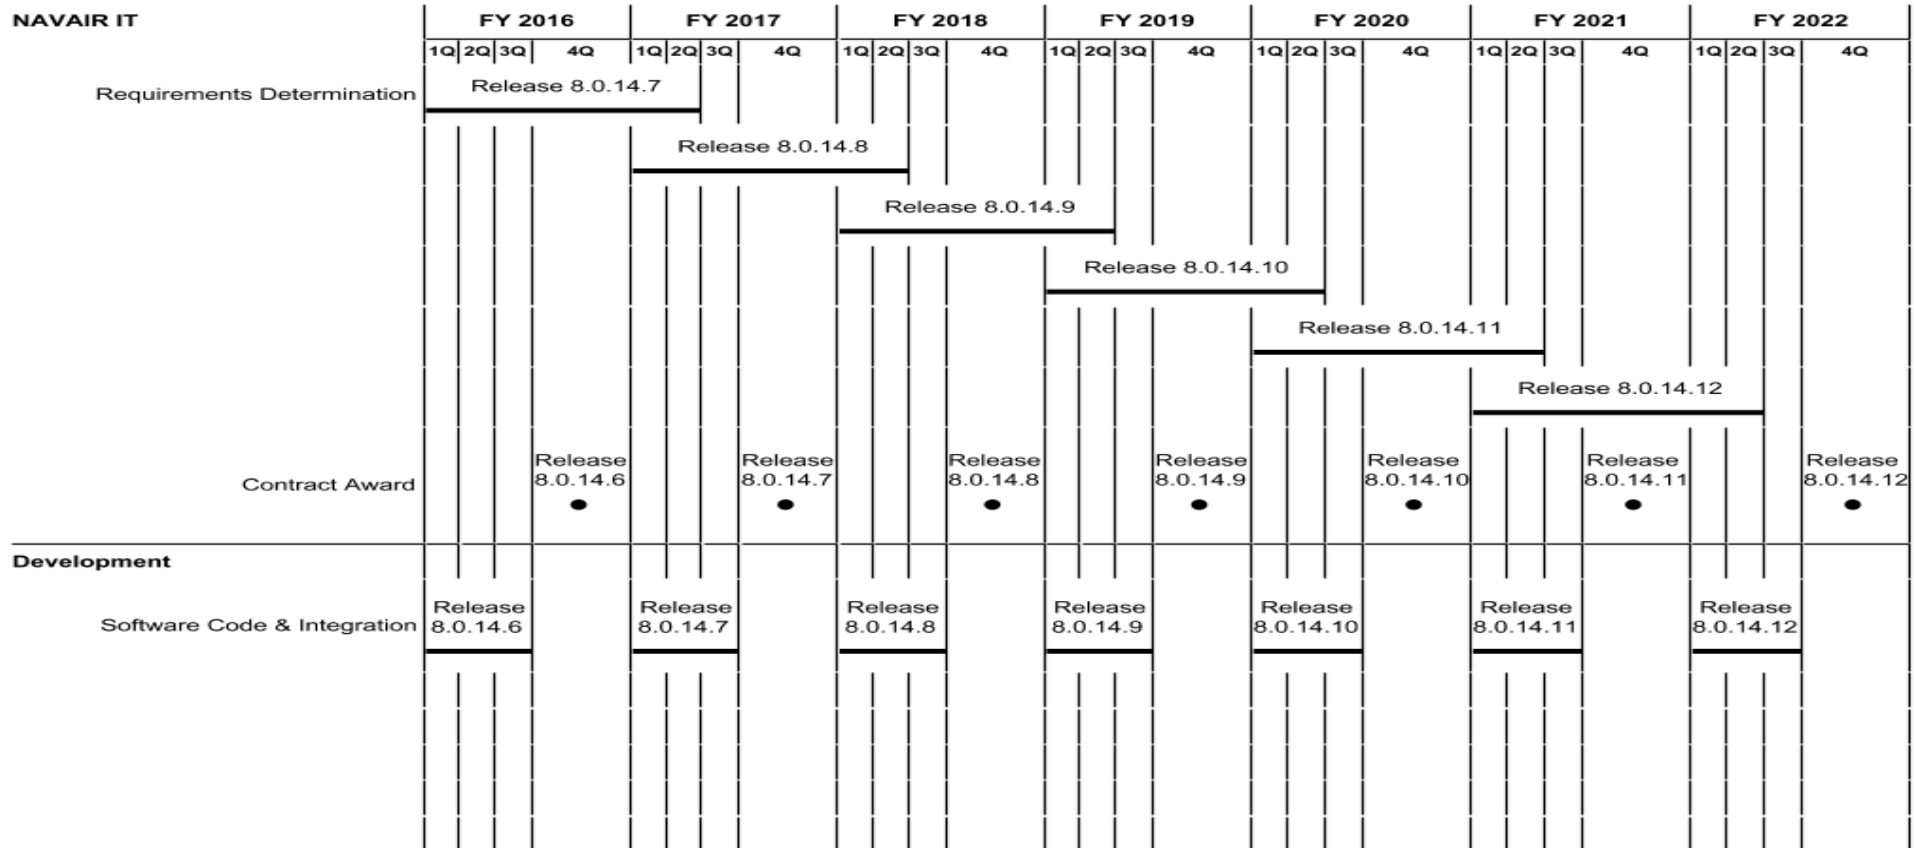 NAVAIR IT FY 2016 FY 2017 FY 2018 FY 2019 FY 2020 FY 2021 FY 2022
1Q 2Q 3Q 4Q 1Q 2Q 3Q 4Q 1Q 2Q 3Q 4Q 1Q 2Q 3Q 4Q 1Q 2Q 3Q 4Q 1Q 2Q 3Q 4Q 1Q 2Q 3Q 4Q
Release 8.0.14.7
Requirements Determination
Release 8.0.14.8
Release 8.0.14.9
Release 8.0.14.10
Release 8.0.14.11
Release 8.0.14.12
Release Release Release Release Release Release Release
8.0.14.6 8.0.14.7 8.0.14.8 8.0.14.9 8.0.14.10 8.0.14.11 8.0.14.12
Contract Award
Development
Release Release Release Release Release Release Release
Software Code & Integration 8.0.14.6 8.0.14.7 8.0.14.8 8.0.14.9 8.0.14.10 8.0.14.11 8.0.14.12